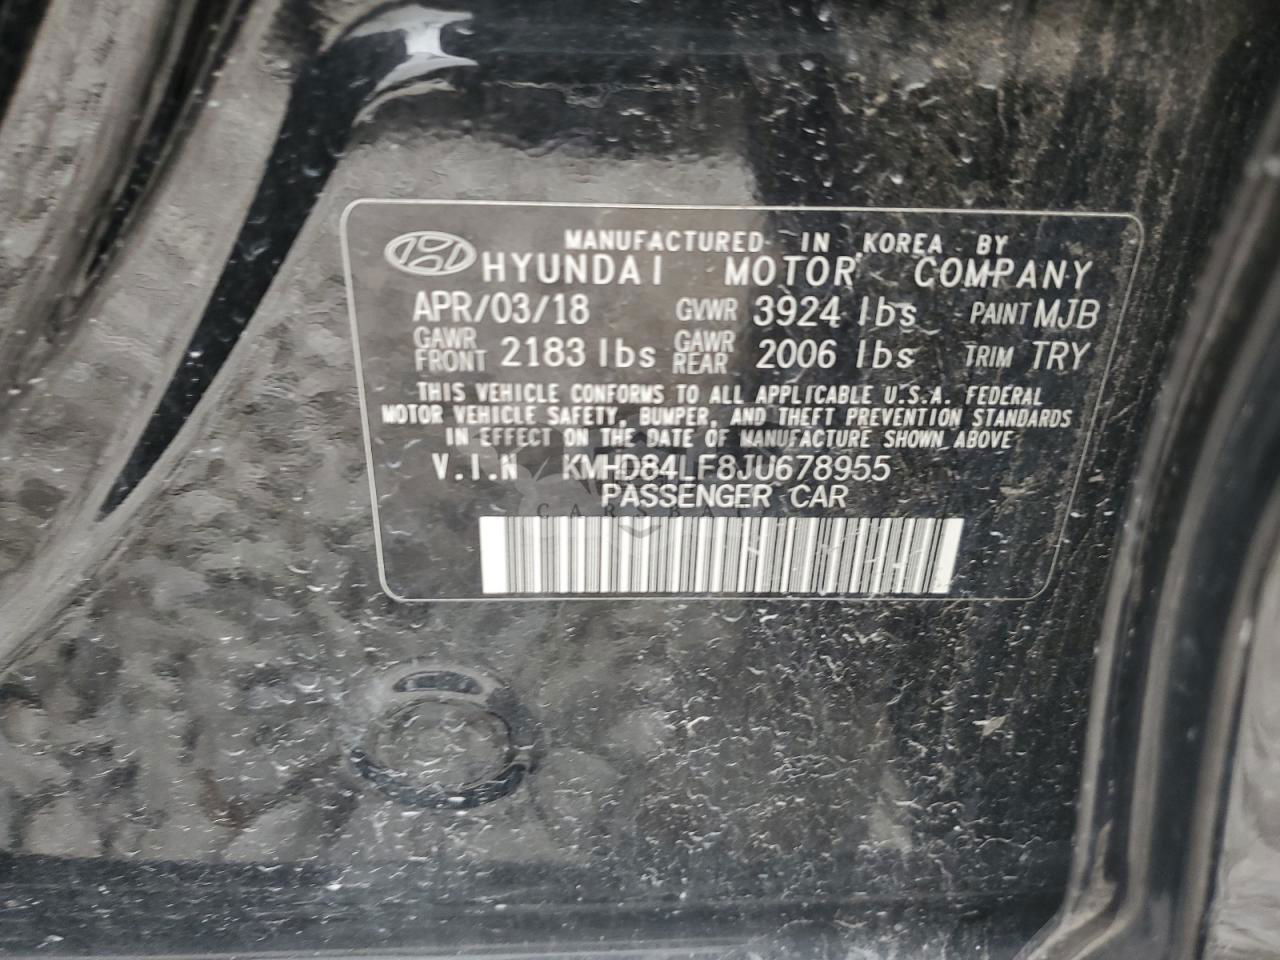 MANUFACTURED IN KOREA BY
HYUNDAI MOTOR COMPANY
APR/03/18 GVWR 3924 lbs PAINT MJB
GAWR FRONT 2183 lbs GAWR REAR 2006 lbs TRIM TRY
THIS VEHICLE CONFORMS TO ALL APPLICABLE U.S.A. FEDERAL
MOTOR VEHICLE SAFETY, BUMPER, AND THEFT PREVENTION STANDARDS
IN EFFECT ON THE DATE OF MANUFACTURE SHOWN ABOVE
V.I.N KMHD84LF8JU678955
PASSENGER CAR